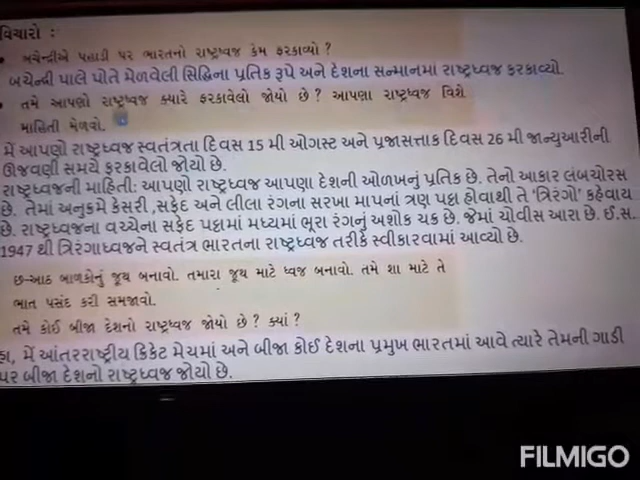 વિચારો :
• બચેન્દ્રીએ પહાડી પર ભારતનો રાષ્ટ્રધ્વજ કેમ ફરકાવ્યો ?
બચેન્દ્રી પાલે પોતે મેળવેલી સિદ્ધિના પ્રતિક રૂપે અને દેશના સન્માનમાં રાષ્ટ્રધ્વજ ફરકાવ્યો.
• તમે આપણો રાષ્ટ્રધ્વજ ક્યારે ફરકાવેલો જોયો છે ? આપણા રાષ્ટ્રધ્વજ વિશે
માહિતી મેળવો.
મેં આપણો રાષ્ટ્રધ્વજ સ્વતંત્રતા દિવસ 15 મી ઓગસ્ટ અને પ્રજાસત્તાક દિવસ 26 મી જાન્યુઆરીની
ઊજવણી સમયે ફરકાવેલો જોયો છે.
રાષ્ટ્રધ્વજની માહિતી: આપણો રાષ્ટ્રધ્વજ આપણા દેશની ઓળખનું પ્રતિક છે. તેનો આકાર લંબચોરસ
છે. તેમાં અનુક્રમે કેસરી ,સફેદ અને લીલા રંગના સરખા માપનાં ત્રણ પટ્ટા હોવાથી તે 'ત્રિરંગો' કહેવાય
છે. રાષ્ટ્રધ્વજના વચ્ચેના સફેદ પટ્ટામાં મધ્યમાં ભૂરા રંગનું અશોક ચક્ર છે. જેમાં ચોવીસ આરા છે. ઈ.સ.
1947 થી ત્રિરંગાધ્વજને સ્વતંત્ર ભારતના રાષ્ટ્રધ્વજ તરીકે સ્વીકારવામાં આવ્યો છે.
છ-આઠ બાળકોનું જૂથ બનાવો. તમારા જૂથ માટે ધ્વજ બનાવો. તમે શા માટે તે
ભાત પસંદ કરી સમજાવો.
તમે કોઈ બીજા દેશનો રાષ્ટ્રધ્વજ જોયો છે ? ક્યાં ?
હા, મેં આંતરરાષ્ટ્રીય ક્રિકેટ મેચમાં અને બીજા કોઈ દેશના પ્રમુખ ભારતમાં આવે ત્યારે તેમની ગાડી
પર બીજા દેશનો રાષ્ટ્રધ્વજ જોયો છે.
FILMIGO